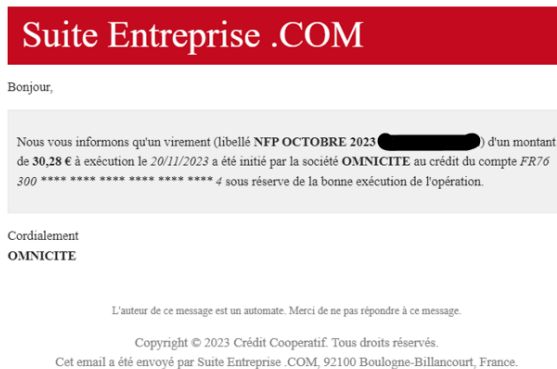 Suite Entreprise .COM
Bonjour,
Nous vous informons qu'un virement (libellé NFP OCTOBRE 2023 ) d'un montant
de 30,28 € à exécution le 20/11/2023 a été initié par la société OMNICITE au crédit du compte FR76
300 **** **** **** **** **** **** 4 sous réserve de la bonne exécution de l'opération.
Cordialement
OMNICITE
L'auteur de ce message est un automate. Merci de ne pas répondre à ce message.
Copyright © 2023 Crédit Cooperatif. Tous droits réservés.
Cet email a été envoyé par Suite Entreprise .COM, 92100 Boulogne-Billancourt, France.